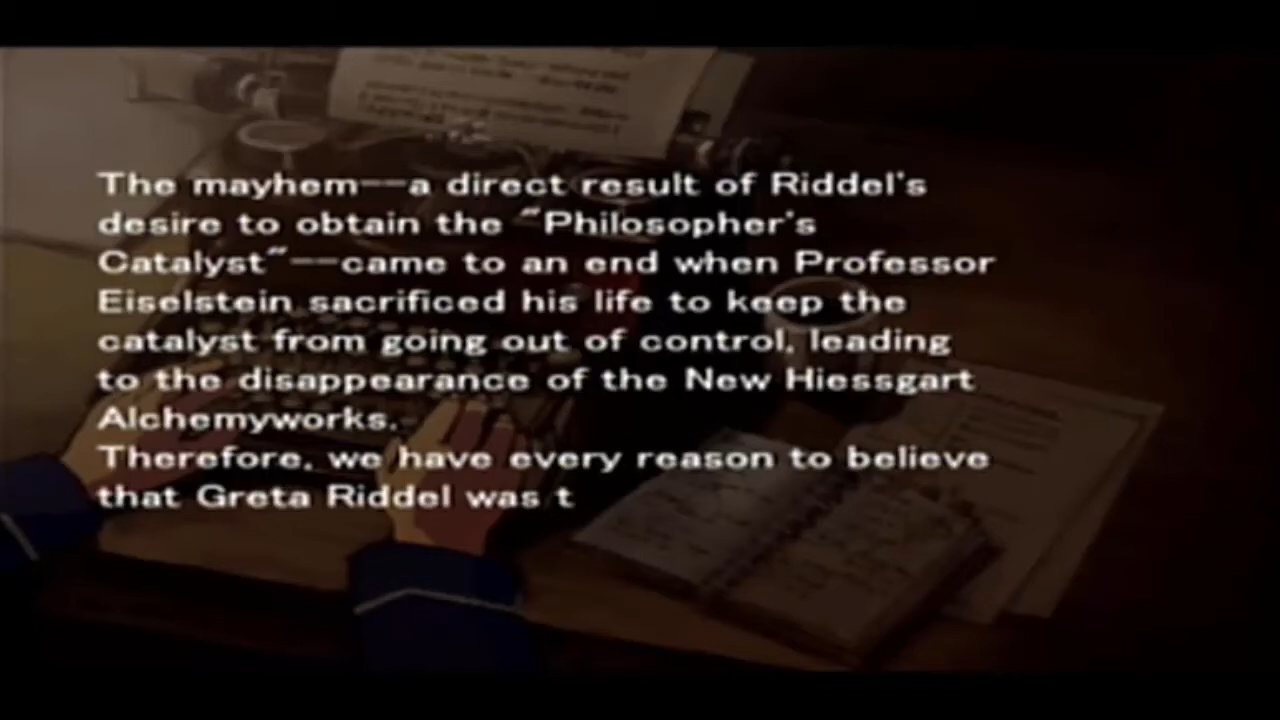 The mayhem--a direct result of Riddel's
desire to obtain the "Philosopher's
Catalyst"--came to an end when Professor
Eiselstein sacrificed his life to keep the
catalyst from going out of control, leading
to the disappearance of the New Hiessgart
Alchemyworks.
Therefore, we have every reason to believe
that Greta Riddel was t